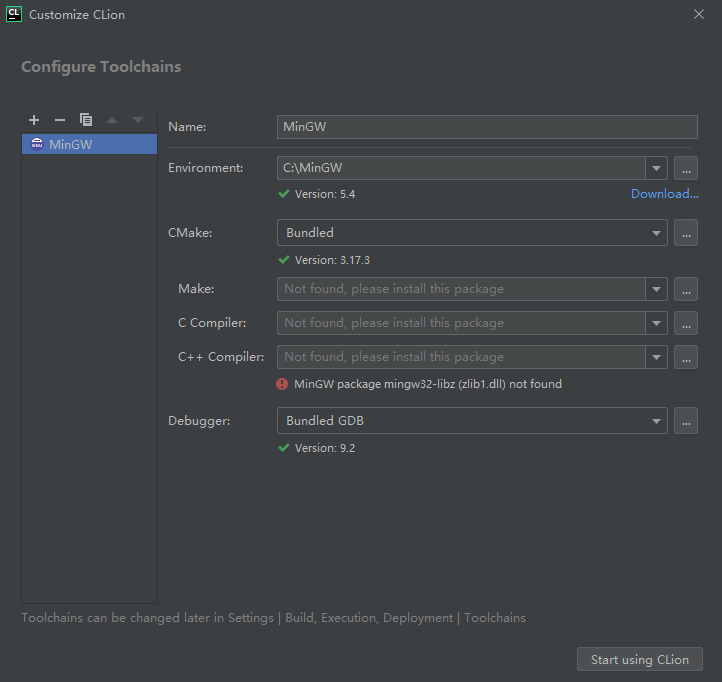 CL Customize CLion
Configure Toolchains
Name: MinGW
GNU MinGW
Environment: C:\MinGW ...
Version: 5.4 Download...
CMake: Bundled ...
Version: 3.17.3
Make: Not found, please install this package ...
C Compiler: Not found, please install this package ...
C++ Compiler: Not found, please install this package ...
MinGW package mingw32-libz (zlib1.dll) not found
Debugger: Bundled GDB ...
Version: 9.2
Toolchains can be changed later in Settings | Build, Execution, Deployment | Toolchains
Start using CLion